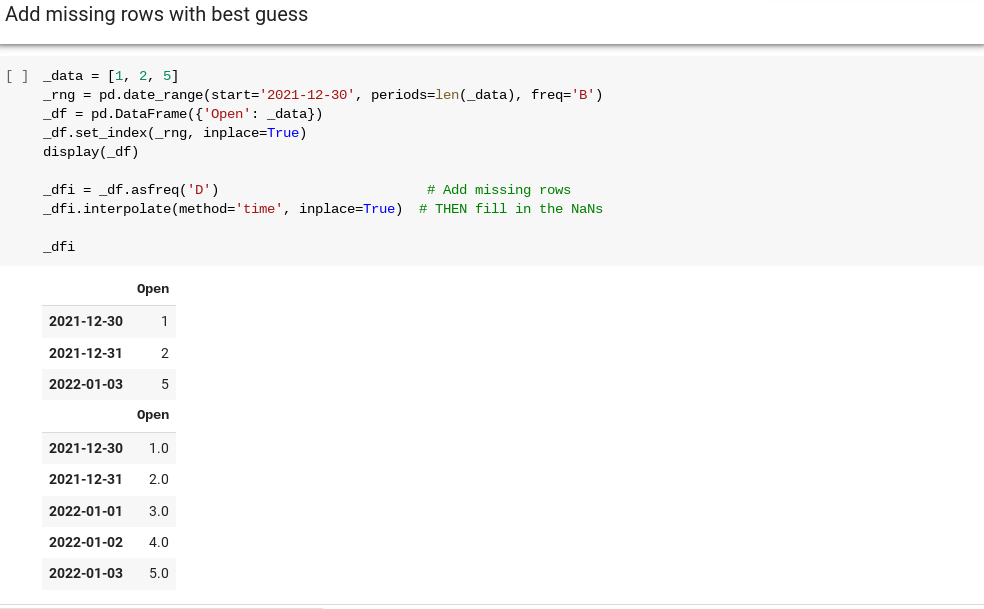 Add missing rows with best guess
[ ] _data = [1, 2, 5]
_rng = pd.date_range(start='2021-12-30', periods=len(_data), freq='B')
_df = pd.DataFrame({'Open': _data})
_df.set_index(_rng, inplace=True)
display(_df)
_dfi = _df.asfreq('D') # Add missing rows
_dfi.interpolate(method='time', inplace=True) # THEN fill in the NaNs
_dfi
Open
2021-12-30 1
2021-12-31 2
2022-01-03 5
Open
2021-12-30 1.0
2021-12-31 2.0
2022-01-01 3.0
2022-01-02 4.0
2022-01-03 5.0